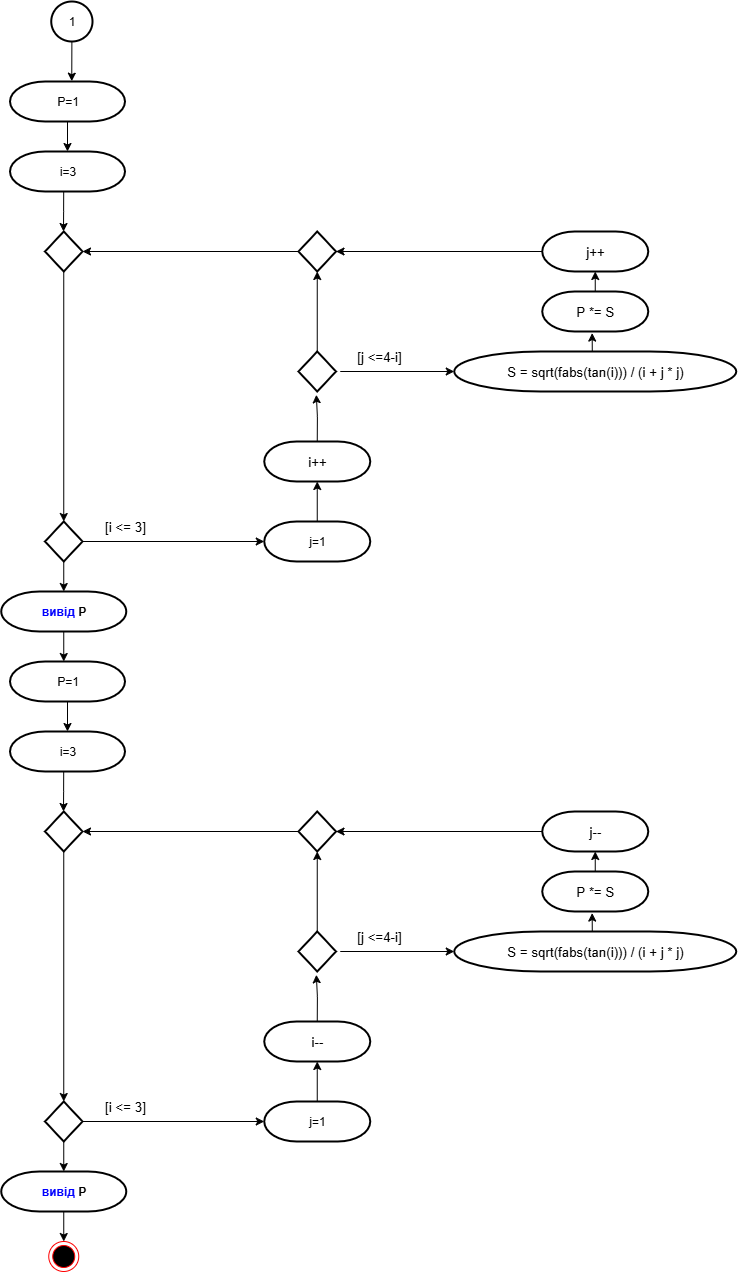 1
P=1
i=3
j++
P *= S
[j <=4-i]
S = sqrt(fabs(tan(i))) / (i + j * j)
i++
[i <= 3]
j=1
вивід P
P=1
i=3
j--
P *= S
[j <=4-i]
S = sqrt(fabs(tan(i))) / (i + j * j)
i--
[i <= 3]
j=1
вивід P